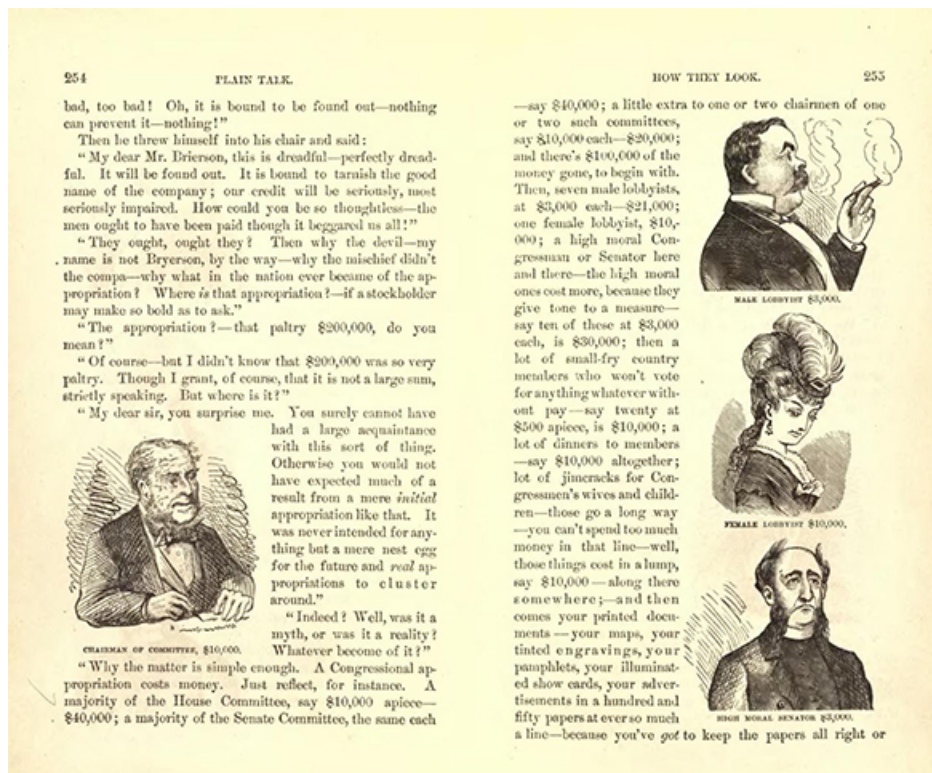 254
PLAIN TALK.
bad, too bad! Oh, it is bound to be found out—nothing
can prevent it—nothing!"
Then he threw himself into his chair and said:
"My dear Mr. Brierson, this is dreadful—perfectly dread-
ful. It will be found out. It is bound to tarnish the good
name of the company; our credit will be seriously, most
seriously impaired. How could you be so thoughtless—the
men ought to have been paid though it beggared us all!"
"They ought, ought they? Then why the devil—my
name is not Bryerson, by the way—why the mischief didn't
the compa—why what in the nation ever became of the ap-
propriation? Where is that appropriation?—if a stockholder
may make so bold as to ask."
"The appropriation?—that paltry $200,000, do you
mean?"
"Of course—but I didn't know that $200,000 was so very
paltry. Though I grant, of course, that it is not a large sum,
strictly speaking. But where is it?"
"My dear sir, you surprise me. You surely cannot have
had a large acquaintance
with this sort of thing.
Otherwise you would not
have expected much of a
result from a mere initial
appropriation like that. It
was never intended for any-
thing but a mere nest egg
for the future and real ap-
propriations to cluster
around."
"Indeed? Well, was it a
myth, or was it a reality?
Whatever become of it?"
CHAIRMAN OF COMMITTEE, $10,000.
"Why the matter is simple enough. A Congressional ap-
propriation costs money. Just reflect, for instance. A
majority of the House Committee, say $10,000 apiece—
$40,000; a majority of the Senate Committee, the same each
HOW THEY LOOK.
255
—say $40,000; a little extra to one or two chairmen of one
or two such committees,
say $10,000 each—$20,000;
and there's $100,000 of the
money gone, to begin with.
Then, seven male lobbyists,
at $3,000 each—$21,000;
one female lobbyist, $10,-
000; a high moral Con-
gressman or Senator here
and there—the high moral
ones cost more, because they
give tone to a measure—
say ten of these at $3,000
each, is $30,000; then a
lot of small-fry country
members who won't vote
for anything whatever with-
out pay—say twenty at
$500 apiece, is $10,000; a
lot of dinners to members
—say $10,000 altogether;
lot of jimcracks for Con-
gressmen's wives and child-
ren—those go a long way
—you can't spend too much
money in that line—well,
those things cost in a lump,
say $10,000—along there
somewhere;—and then
comes your printed docu-
ments—your maps, your
tinted engravings, your
pamphlets, your illuminat-
ed show cards, your adver-
tisements in a hundred and
fifty papers at ever so much
a line—because you've got to keep the papers all right or
MALE LOBBYIST $3,000.
FEMALE LOBBYIST $10,000.
HIGH MORAL SENATOR $3,000.